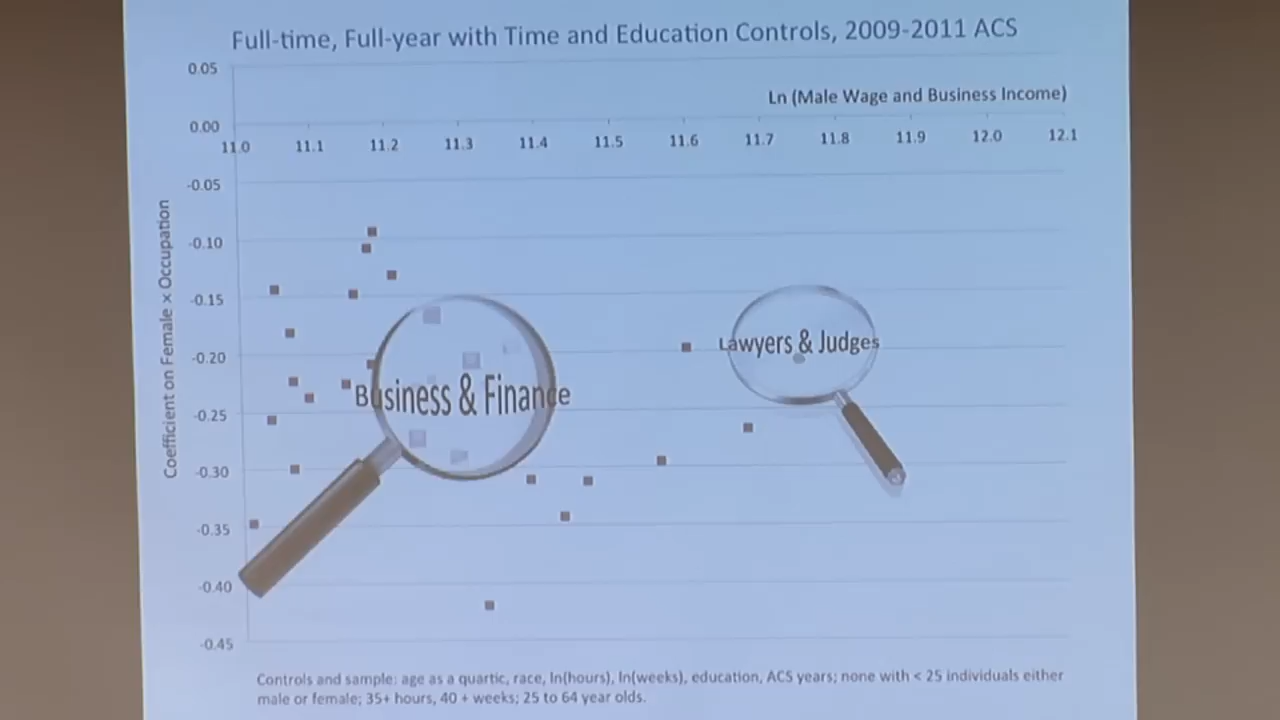 Full-time, Full-year with Time and Education Controls, 2009-2011 ACS
0.05
Ln (Male Wage and Business Income)
0.00
11.0 11.1 11.2 11.3 11.4 11.5 11.6 11.7 11.8 11.9 12.0 12.1
-0.05
-0.10
-0.15
-0.20
-0.25
-0.30
-0.35
-0.40
-0.45
Coefficient on Female × Occupation
Lawyers & Judges
Business & Finance
Controls and sample: age as a quartic, race, ln(hours), ln(weeks), education, ACS years; none with < 25 individuals either
male or female; 35+ hours, 40 + weeks; 25 to 64 year olds.